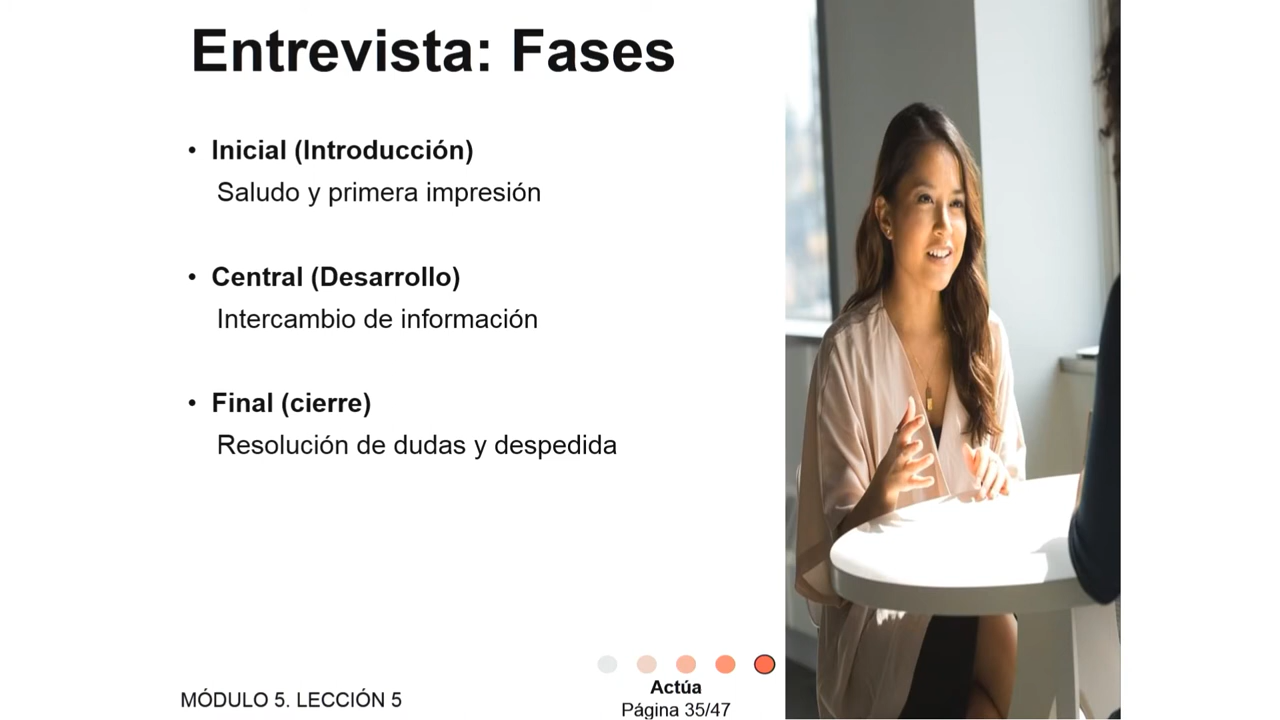 Entrevista: Fases
• Inicial (Introducción)
Saludo y primera impresión
• Central (Desarrollo)
Intercambio de información
• Final (cierre)
Resolución de dudas y despedida
MÓDULO 5. LECCIÓN 5
Actúa
Página 35/47